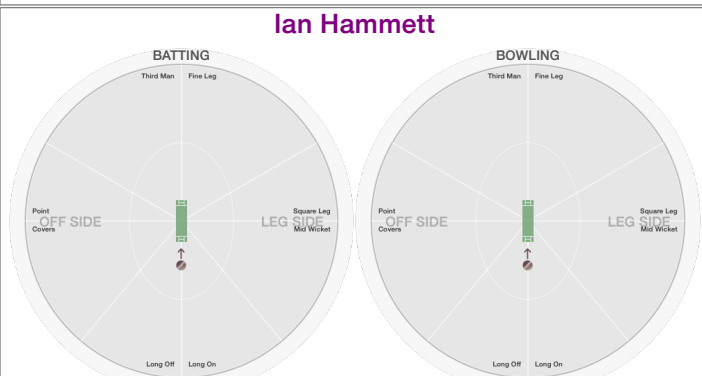 Ian Hammett
BATTING
Third Man Fine Leg
Point
OFF SIDE
Covers
Square Leg
LEG SIDE
Mid Wicket
Long Off Long On
BOWLING
Third Man Fine Leg
Point
OFF SIDE
Covers
Square Leg
LEG SIDE
Mid Wicket
Long Off Long On